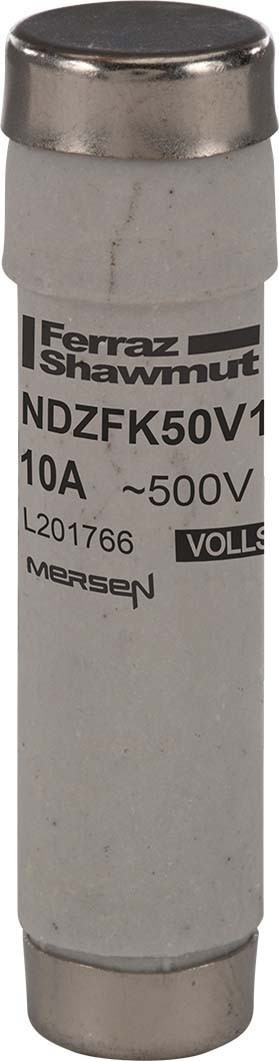 Ferraz
Shawmut
NDZFK50V1
10A ~500V
L201766 VOLLS
MERSEN